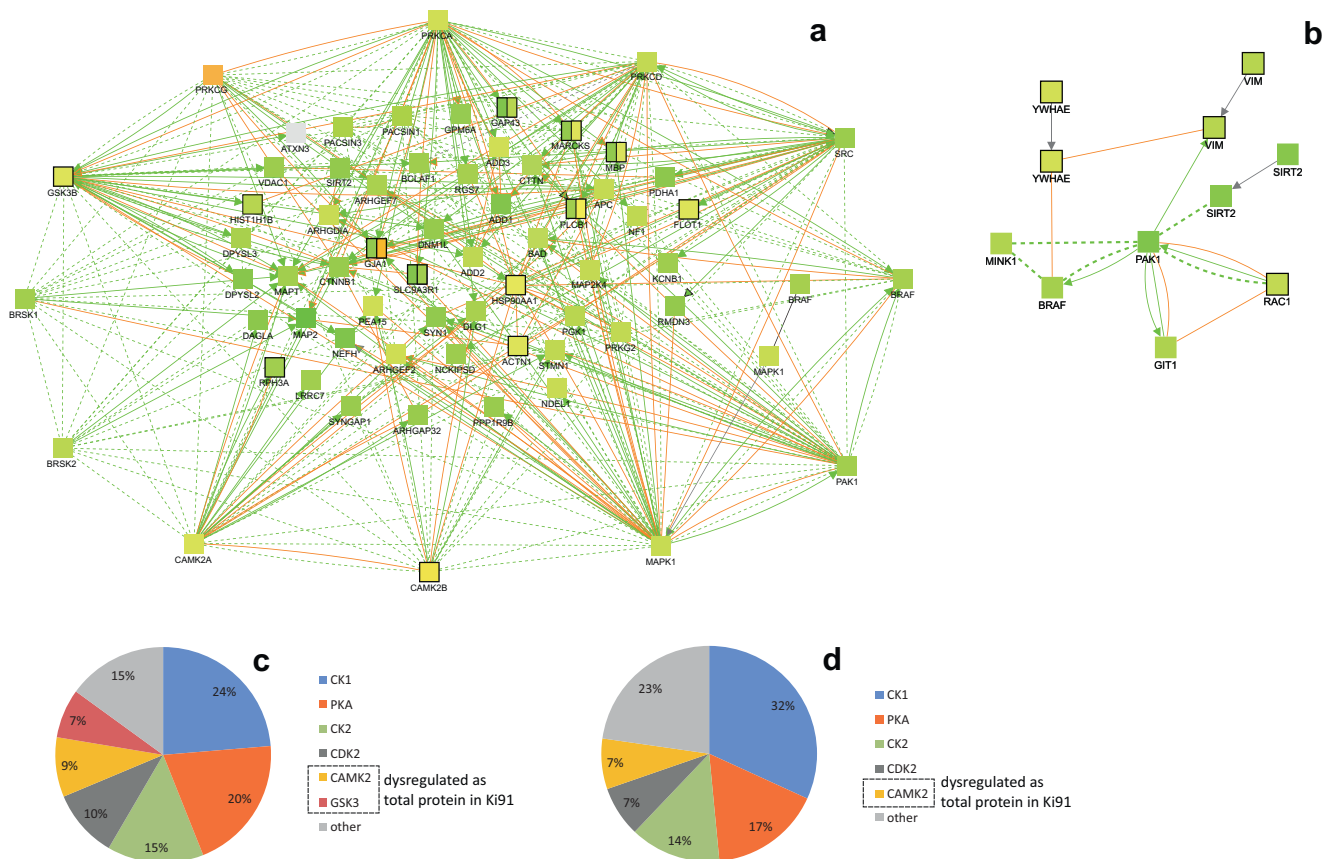 a
PRKCA
PRKCG
PRKCD
GAP43
PACSIN1
GPM6A
MARCKS
SRC
ATXN3
PACSIN3
ADD3
MBP
GSK3B
VDAC1
SIRT2
BCLAF1
RGS7
CTTN
PDHA1
ARHGEF7
APC
HIST1H1B
ARHGDIA
ADD1
PLCB1
NF1
FLOT1
DPYSL3
GJA1
DNM1L
BAD
DPYSL2
MAPT
CTNNB1
SLC9A3R1
ADD2
MAP2K4
KCNB1
BRAF
BRAF
HSP90AA1
BRSK1
DAGLA
MAP2
PEA15
SYN1
DLG1
PGK1
RMDN3
NEFH
PRKG2
RPH3A
ARHGEF2
NCKIPSD
ACTN1
STMN1
MAPK1
LRRC7
NDEL1
SYNGAP1
ARHGAP32
PPP1R9B
BRSK2
PAK1
CAMK2A
CAMK2B
MAPK1
b
VIM
YWHAE
VIM
YWHAE
SIRT2
SIRT2
MINK1
PAK1
BRAF
RAC1
GIT1
c
24%
20%
15%
10%
9%
7%
15%
CK1
PKA
CK2
CDK2
CAMK2
GSK3
other
dysregulated as
total protein in Ki91
d
32%
17%
14%
7%
7%
23%
CK1
PKA
CK2
CDK2
CAMK2
other
dysregulated as
total protein in Ki91